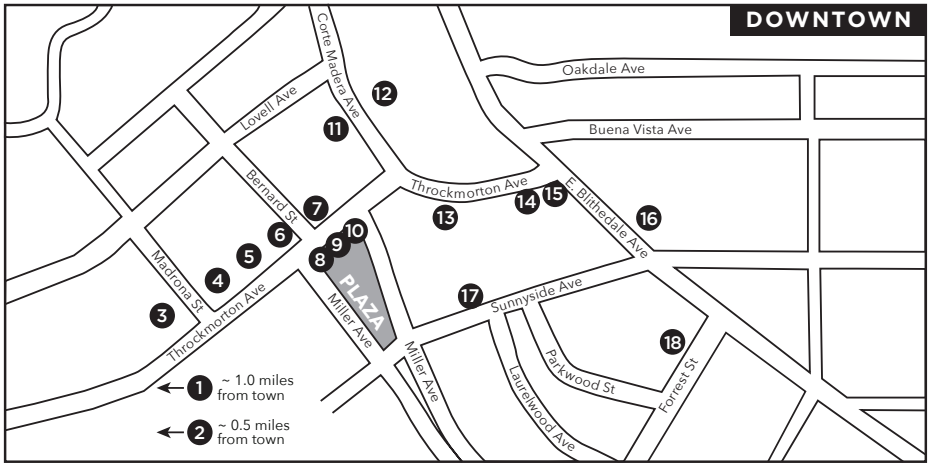 DOWNTOWN
Corte Madera Ave
Oakdale Ave
12
Lovell Ave
11
Buena Vista Ave
Bernard St
Throckmorton Ave
E. Blithedale Ave
14
15
7
13
16
10
6
9
8
5
4
Madrona St
PLAZA
3
Throckmorton Ave
Miller Ave
17
Sunnyside Ave
18
Miller Ave
Parkwood St
Laurelwood Ave
Forrest St
1 ~ 1.0 miles
from town
2 ~ 0.5 miles
from town